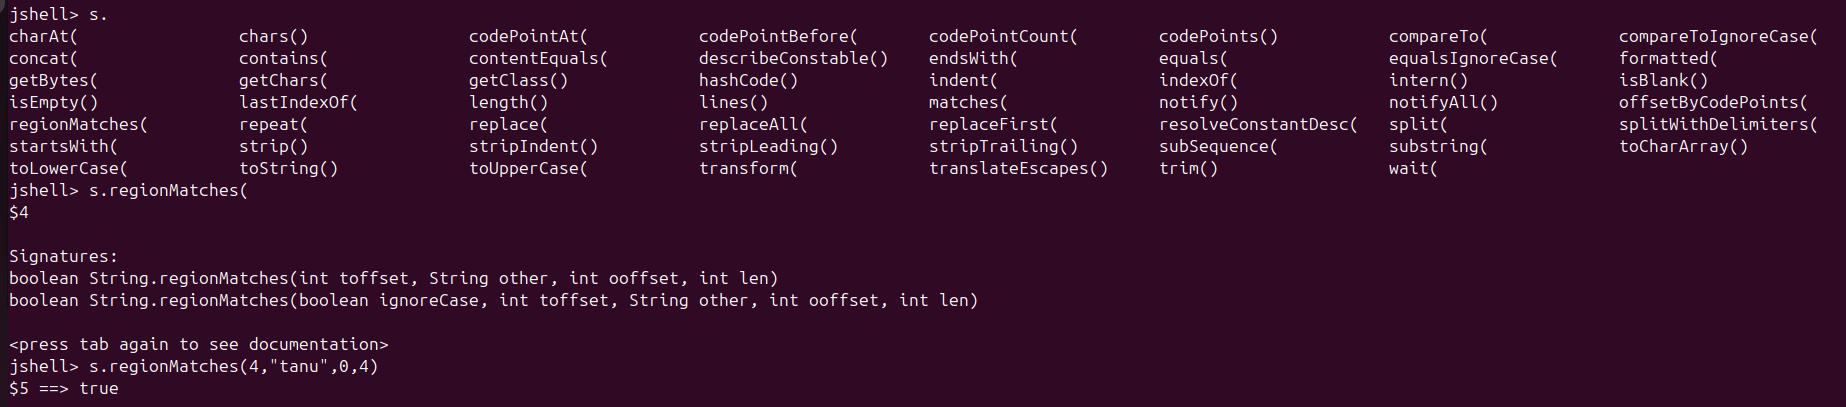 jshell> s.
charAt( chars() codePointAt( codePointBefore( codePointCount( codePoints() compareTo( compareToIgnoreCase(
concat( contains( contentEquals( describeConstable() endsWith( equals( equalsIgnoreCase( formatted(
getBytes( getChars( getClass() hashCode() indent( indexOf( intern() isBlank()
isEmpty() lastIndexOf( length() lines() matches( notify() notifyAll() offsetByCodePoints(
regionMatches( repeat( replace( replaceAll( replaceFirst( resolveConstantDesc( split( splitWithDelimiters(
startsWith( strip() stripIndent() stripLeading() stripTrailing() subSequence( substring( toCharArray()
toLowerCase( toString() toUpperCase( transform( translateEscapes() trim() wait(
jshell> s.regionMatches(
$4
Signatures:
boolean String.regionMatches(int toffset, String other, int ooffset, int len)
boolean String.regionMatches(boolean ignoreCase, int toffset, String other, int ooffset, int len)
<press tab again to see documentation>
jshell> s.regionMatches(4,"tanu",0,4)
$5 ==> true